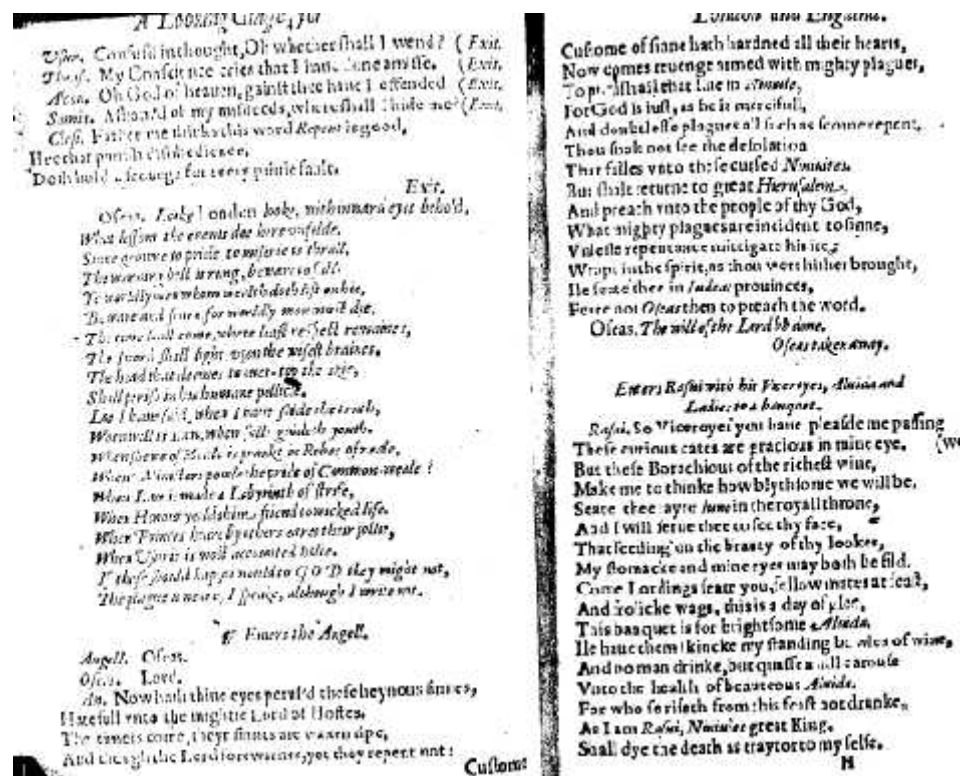 A Looking Glasse, for
Vsur. Confusd in thought, Oh whether shall I wend? (Exit.
My Conscience cries that I haue done amisse. (Exit.
Oh God of heauen, gainst thee haue I offended (Exit.
Asham'd of my misdeeds, where shall I hide me? (Exit.
Clest. Father me thinks this word Repent is good,
Hee that punish disobedience,
Doth hold a scourge for euery priuie fault.
Exit.
Oseas. Looke London looke, with inward eyes behold,
What lessons the euents doe here vnfolde.
Sinne growne to pride, to miserie is thrall,
The warning bell is rung, beware to fall.
Ye worldly men whom wealth doth lift on hie,
Beware and feare, for worldly men must die.
The time shall come, where least respect remaines,
The sword shall light vpon the wisest braines.
The head that deemes to ouer-top the skie,
Shall perish in his humane pollicie.
Loe I haue said, when I haue said the truth,
When will is Law, when folly guideth youth.
When shew of Zeale is prankt in Robes of zeale,
When Ministers powle the pride of Common-weale?
When Law is made a Labyrinth of strife,
When Honor yeelds him friend to wicked life.
When Princes heare by others eares their follie,
When Vsurie is most accounted holie.
If these should hap as would to GOD they might not,
The plague is neare, I speake, although I write not.
Enters the Angell.
Angell. Oseas.
Oseas. Lord.
An. Now hath thine eyes perus'd these heynous sinnes,
Hatefull vnto the mightie Lord of Hostes.
The time is come, their sinnes are waxen ripe,
And though the Lord forewarnes, yet they repent not:
Custome
London and England.
Custome of sinne hath hardned all their hearts,
Now comes reuenge armed with mighty plagues,
To punish all that liue in Niniuie,
For God is iust, as he is mercifull,
And doubtlesse plagues all such as scorne repent,
Thou shalt not see the desolation
That falles vnto these cursed Niniuites.
But shalt returne to great Hierusalem,
And preach vnto the people of thy God,
What mighty plagues are incident to sinne,
Vnlesse repentance mittigate his ire;
Wrapt in the spirit, as thou wert hither brought,
Ile seate thee in Iudeas prouinces,
Feare not Oseas then to preach the word.
Oseas. The will of the Lord be done.
Oseas taken away.
Enters Rasni with his Viceroyes, Aluida and
Ladies to a banquet.
Rasni. So Viceroyes you haue pleasde me passing
These curious cates are gracious in mine eye. (we
But these Borachious of the richest wine,
Make me to thinke how blythsome we will be.
Seate thee fayre Iuno in the royall throne,
And I will serue thee to see thy face,
That feeding on the beauty of thy lookes,
My stomacke and mine eyes may both be fild.
Come Lordings seate you, fellow mates at feast,
And frolicke wags, this is a day of glee,
This banquet is for brightsome Aluida.
Ile haue them skincke my standing bowles of wine,
And no man drinke, but quaffe a full carouse
Vnto the health of beauteous Aluida.
For who so riseth from this feast not drunke,
As I am Rasni, Niniuies great King,
Shall dye the death as traytor to my selfe.
H